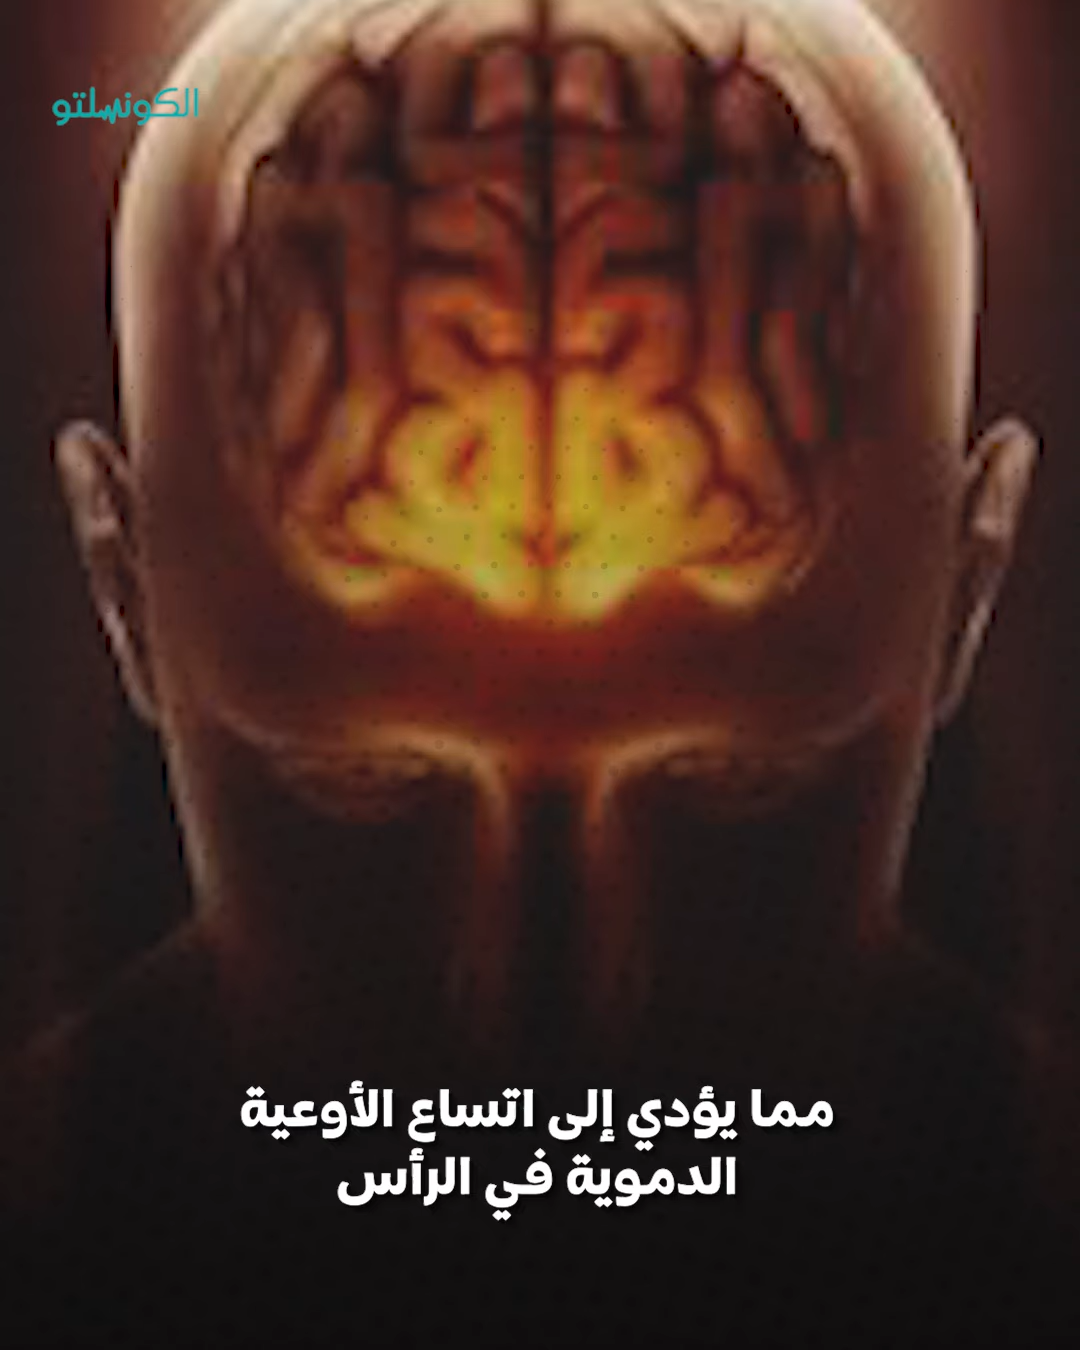 الكونسلتو
مما يؤدي إلى اتساع الأوعية
الدموية في الرأس